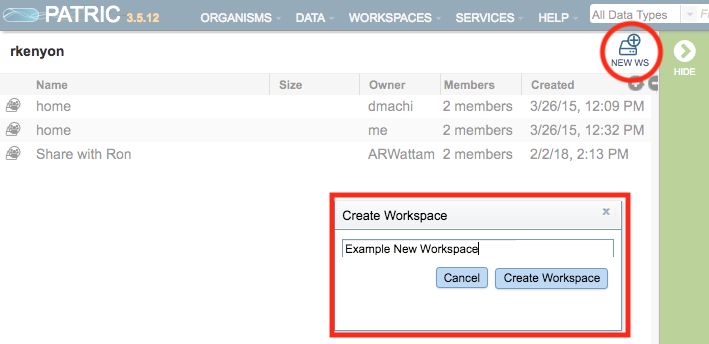 PATRIC 3.5.12 ORGANISMS DATA WORKSPACES SERVICES HELP All Data Types
rkenyon
NEW WS
HIDE
Name Size Owner Members Created
home dmachi 2 members 3/26/15, 12:09 PM
home me 2 members 3/26/15, 12:32 PM
Share with Ron ARWattam 2 members 2/2/18, 2:13 PM
Create Workspace x
Example New Workspace
Cancel Create Workspace